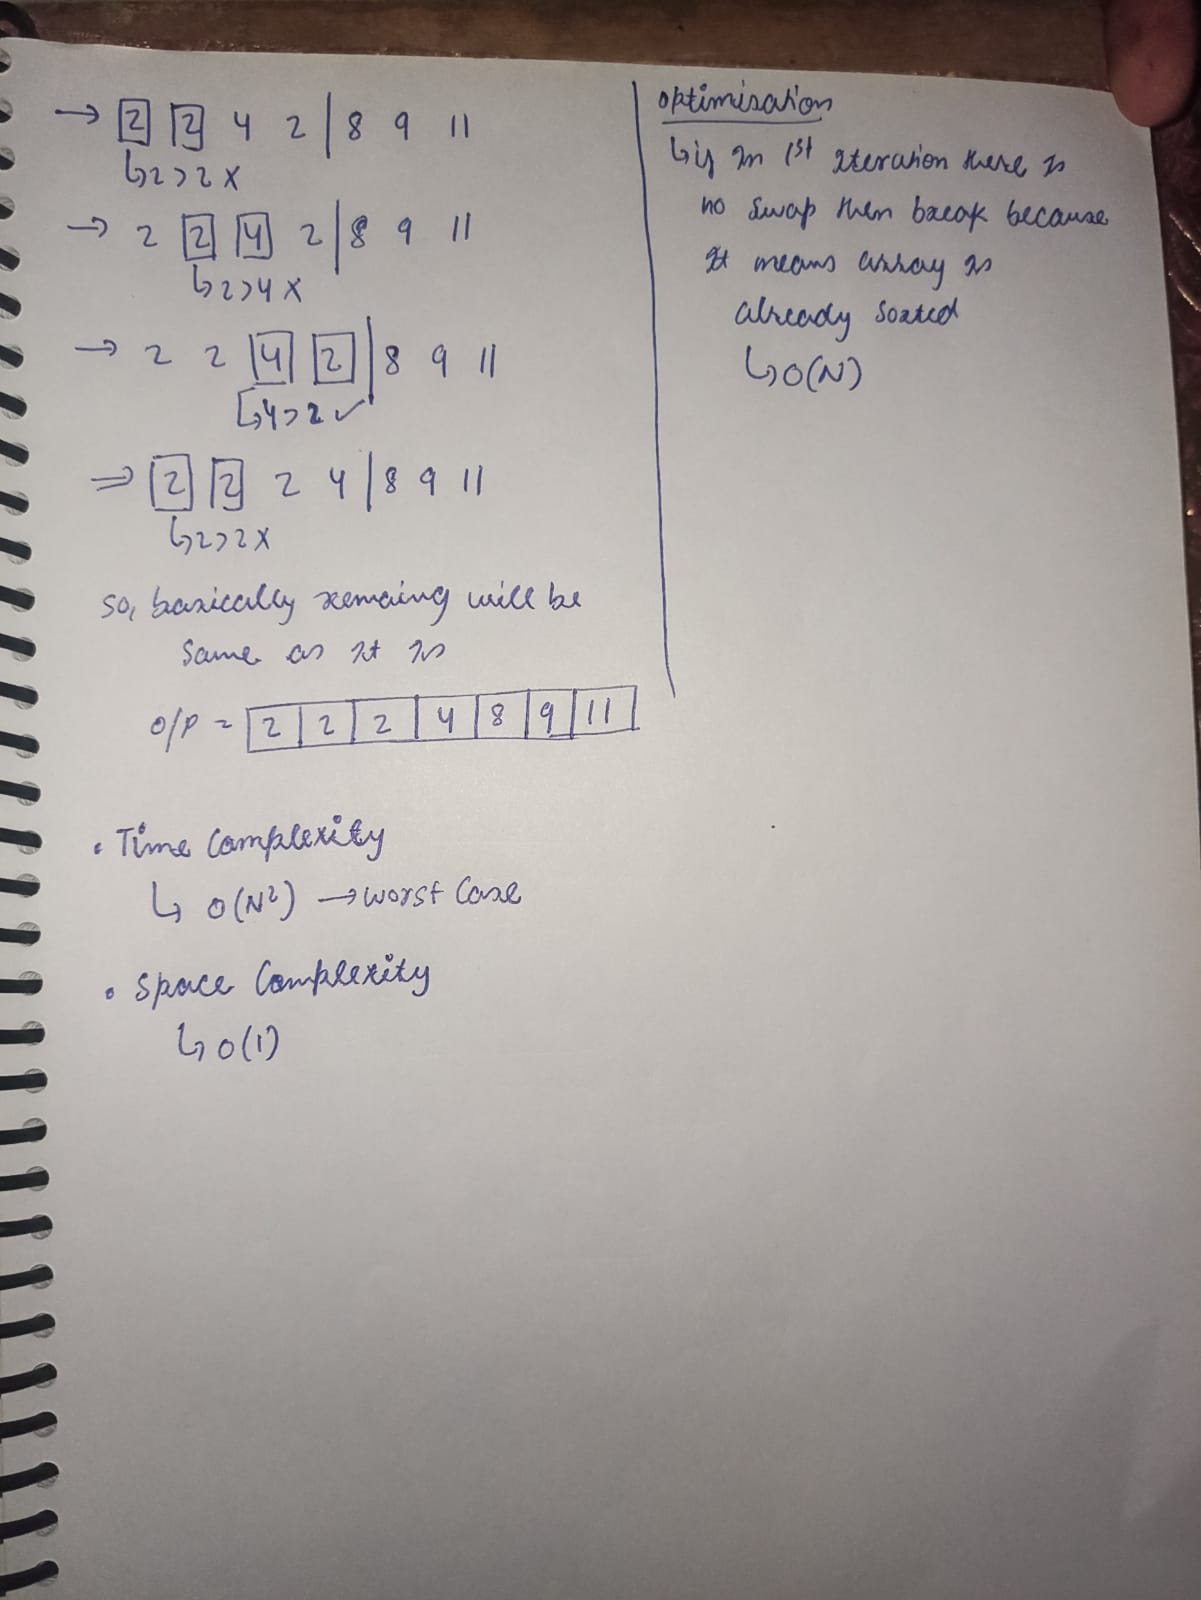 → 2 2 4 2 | 8 9 11
↳ 2 > 2 ×
→ 2 2 4 2 | 8 9 11
↳ 2 > 4 ×
→ 2 2 4 2 | 8 9 11
↳ 4 > 2 ✓
⇒ 2 2 2 4 | 8 9 11
↳ 2 > 2 ×
so, basically remaing will be
same as it is
O/P = 2 2 2 4 8 9 11
• Time Complexity
↳ O(N²) → worst case
• Space Complexity
↳ O(1)
optimisation
↳ if in 1st iteration there is
no swap then break because
it means array is
already sorted
↳ O(N)